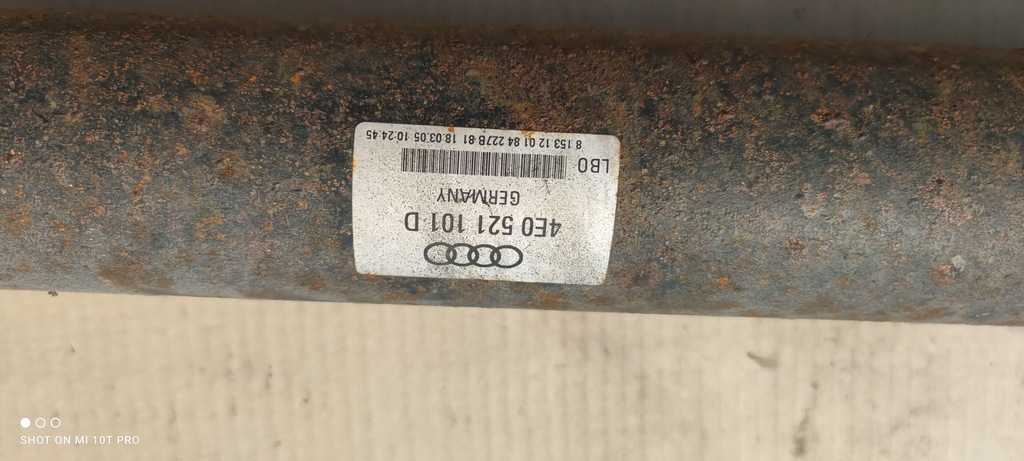 4E0 521 101 D
GERMANY
LB0
8 153 12 01 84 227B 81 18.03.05 10:24:45
SHOT ON MI 10T PRO